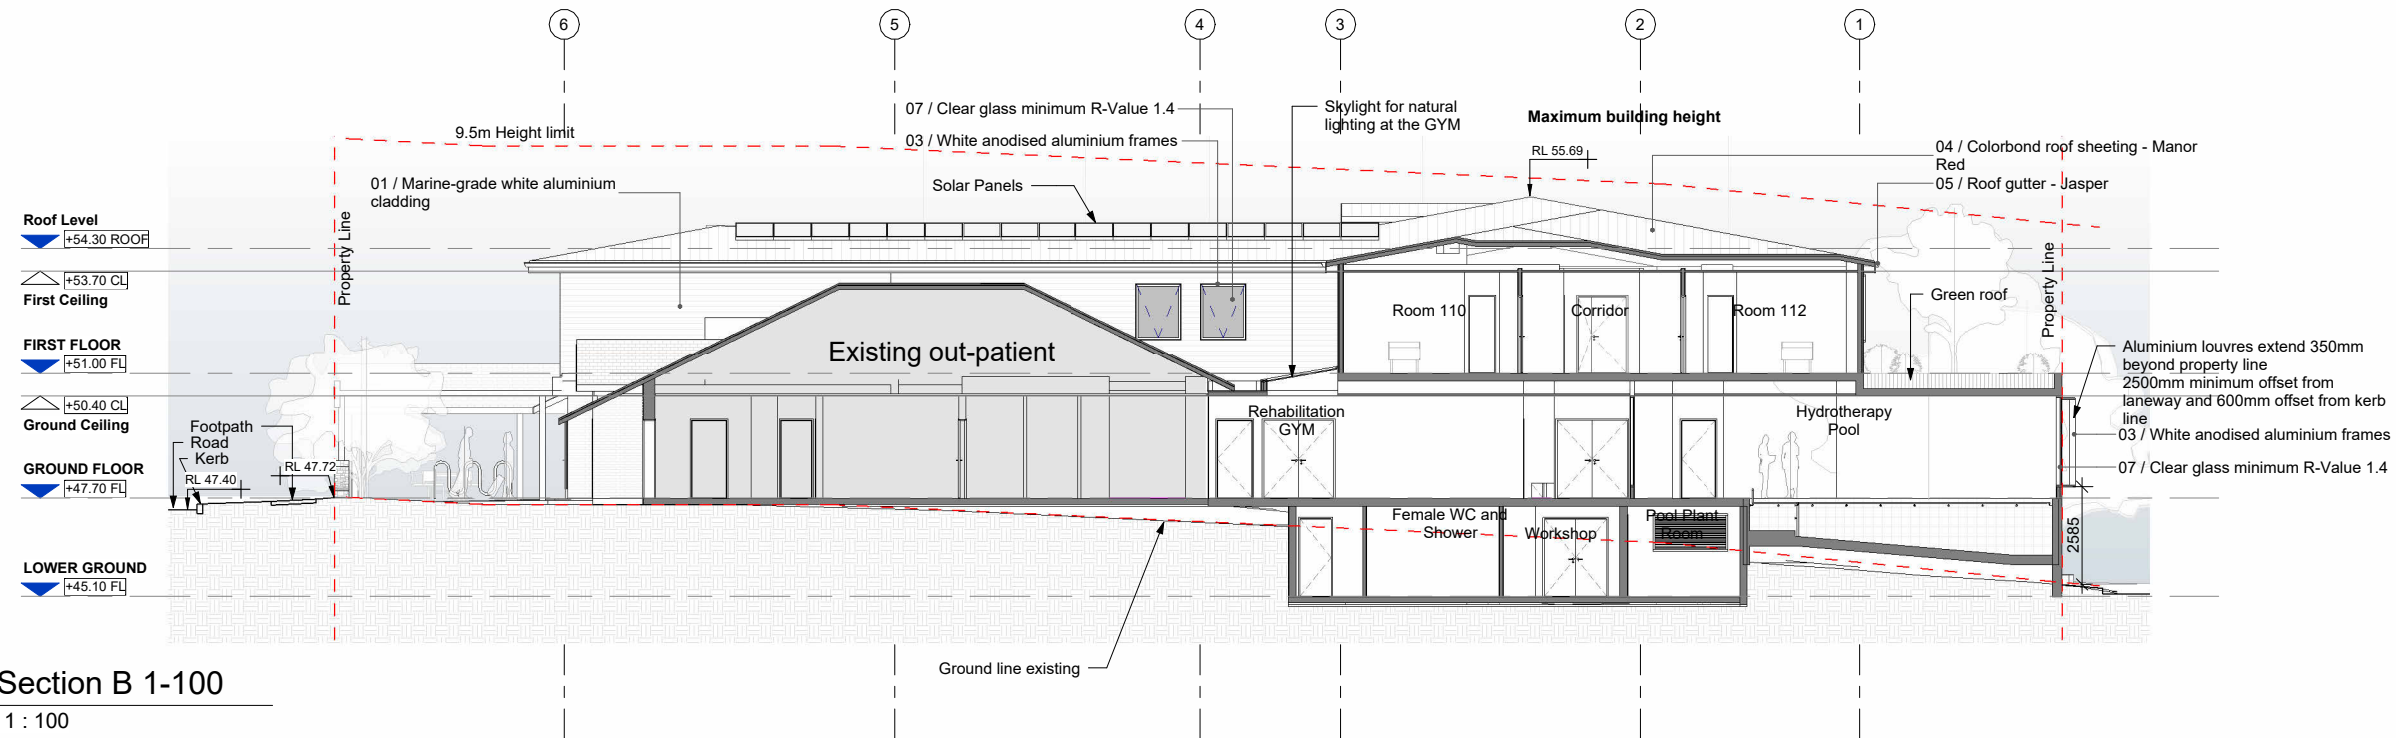 6
5
4
3
2
1
07 / Clear glass minimum R-Value 1.4
03 / White anodised aluminium frames
Skylight for natural
lighting at the GYM
Maximum building height
RL 55.69
04 / Colorbond roof sheeting - Manor
Red
05 / Roof gutter - Jasper
9.5m Height limit
01 / Marine-grade white aluminium
cladding
Solar Panels
Property Line
Property Line
Roof Level
+54.30 ROOF
+53.70 CL
First Ceiling
FIRST FLOOR
+51.00 FL
+50.40 CL
Ground Ceiling
GROUND FLOOR
+47.70 FL
LOWER GROUND
+45.10 FL
Footpath
Road
Kerb
RL 47.40
RL 47.72
Existing out-patient
Room 110
Corridor
Room 112
Green roof
Rehabilitation
GYM
Hydrotherapy
Pool
Aluminium louvres extend 350mm
beyond property line
2500mm minimum offset from
laneway and 600mm offset from kerb
line
03 / White anodised aluminium frames
07 / Clear glass minimum R-Value 1.4
Female WC and
Shower
Workshop
Pool Plant
Room
2585
Ground line existing
Section B 1-100
1 : 100